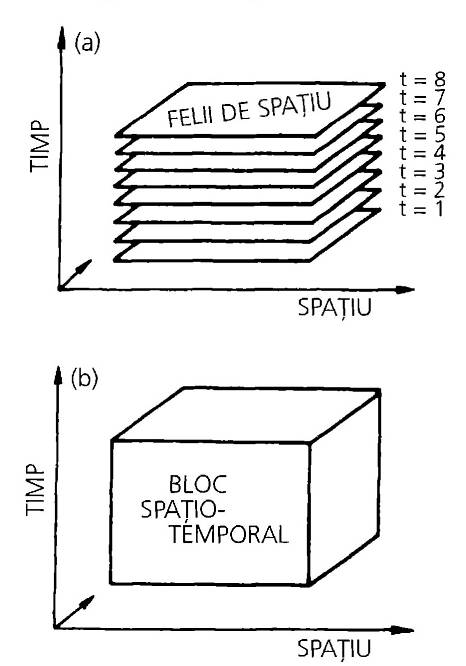 (a)
TIMP
FELII DE SPAȚIU
t = 8
t = 7
t = 6
t = 5
t = 4
t = 3
t = 2
t = 1
SPAȚIU
(b)
TIMP
BLOC
SPAȚIO-
TEMPORAL
SPAȚIU